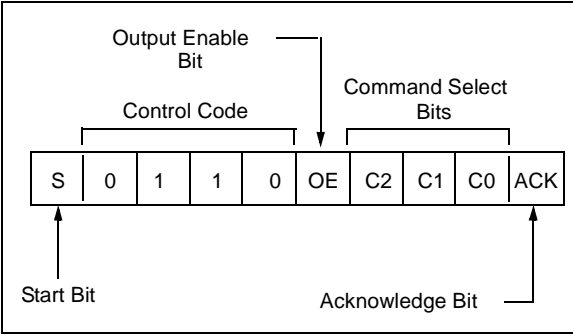 Output Enable
Bit
Command Select
Bits
Control Code
S 0 1 1 0 OE C2 C1 C0 ACK
Start Bit
Acknowledge Bit